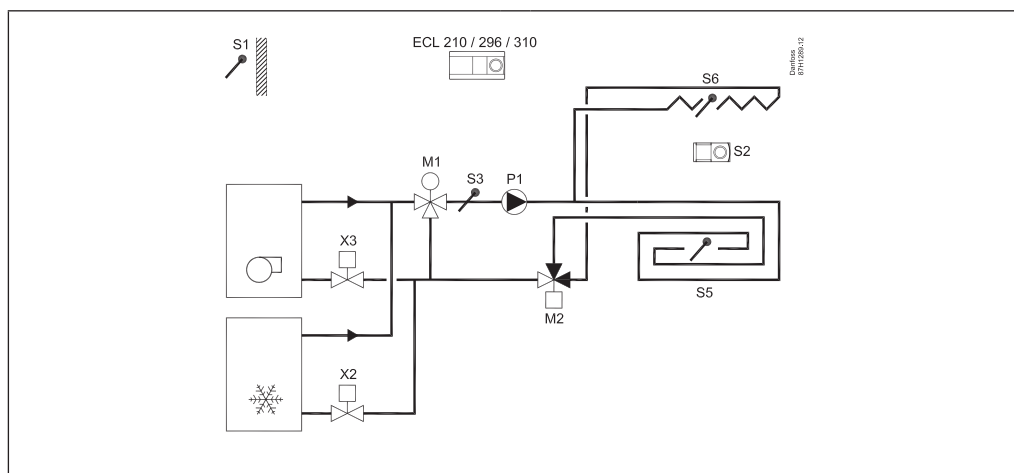 S1
ECL 210 / 296 / 310
Danfoss
87H1289.12
S6
S2
M1
S3
P1
X3
S5
M2
X2